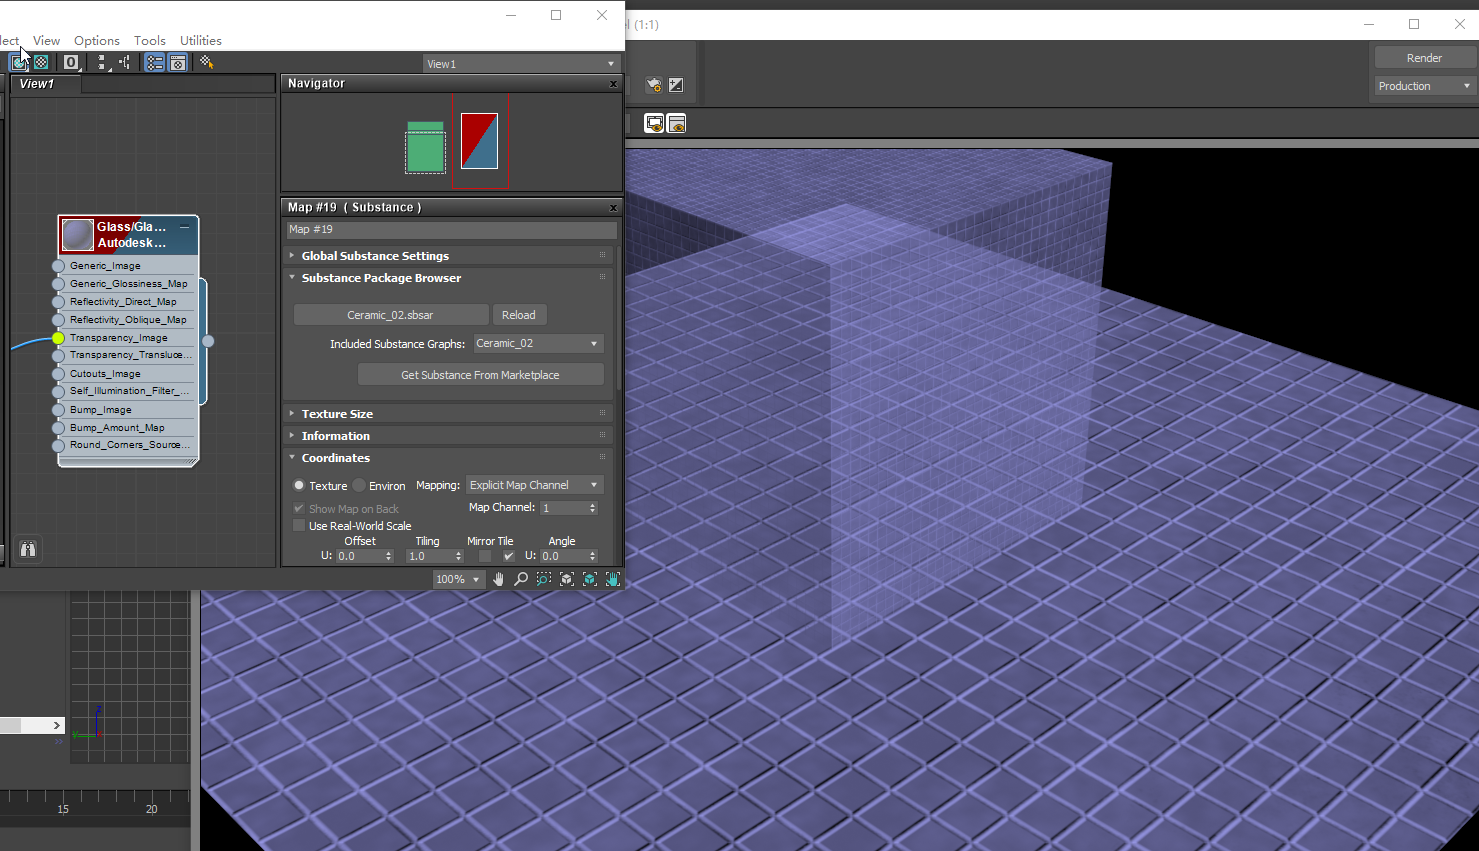 lect View Options Tools Utilities
(1:1)
0
View1
Render
Production
View1
Navigator
Map #19 ( Substance )
Map #19
Global Substance Settings
Substance Package Browser
Ceramic_02.sbsar Reload
Included Substance Graphs: Ceramic_02
Get Substance From Marketplace
Texture Size
Information
Coordinates
Texture Environ Mapping: Explicit Map Channel
Show Map on Back Map Channel: 1
Use Real-World Scale
Offset Tiling Mirror Tile Angle
U: 0.0 1.0 U: 0.0
100%
Glass/Gla...
Autodesk...
Generic_Image
Generic_Glossiness_Map
Reflectivity_Direct_Map
Reflectivity_Oblique_Map
Transparency_Image
Transparency_Transluce...
Cutouts_Image
Self_Illumination_Filter_...
Bump_Image
Bump_Amount_Map
Round_Corners_Source...
z
y
15 20